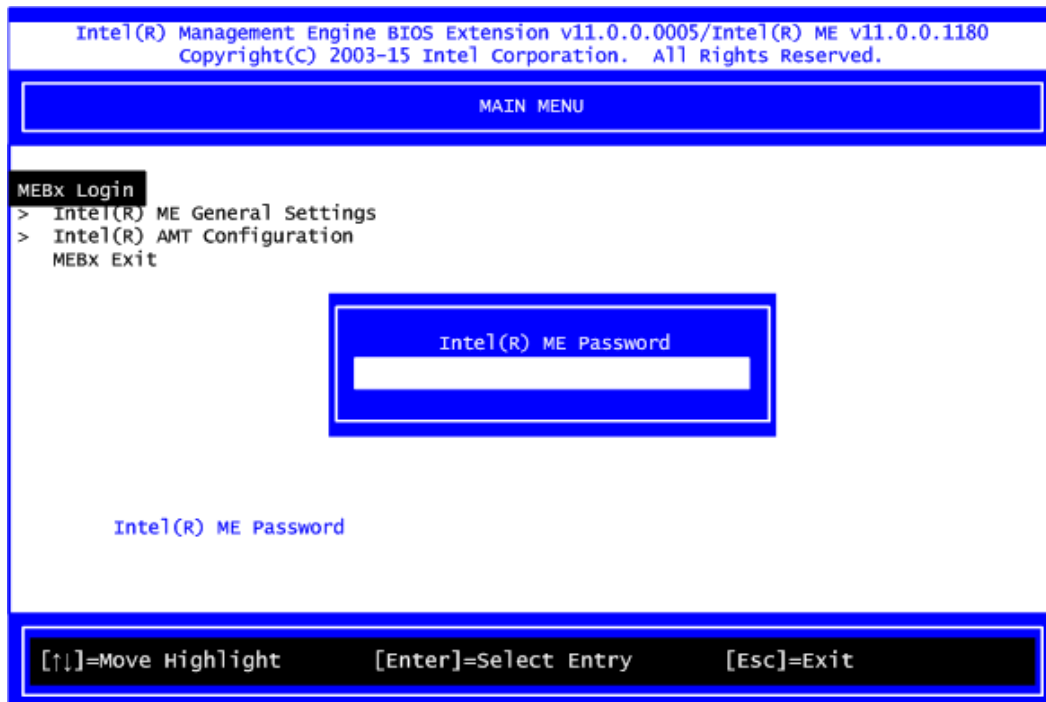 Intel(R) Management Engine BIOS Extension v11.0.0.0005/Intel(R) ME v11.0.0.1180
Copyright(C) 2003-15 Intel Corporation. All Rights Reserved.
MAIN MENU
MEBx Login
> Intel(R) ME General Settings
> Intel(R) AMT Configuration
MEBx Exit
Intel(R) ME Password
Intel(R) ME Password
[↑↓]=Move Highlight [Enter]=Select Entry [Esc]=Exit